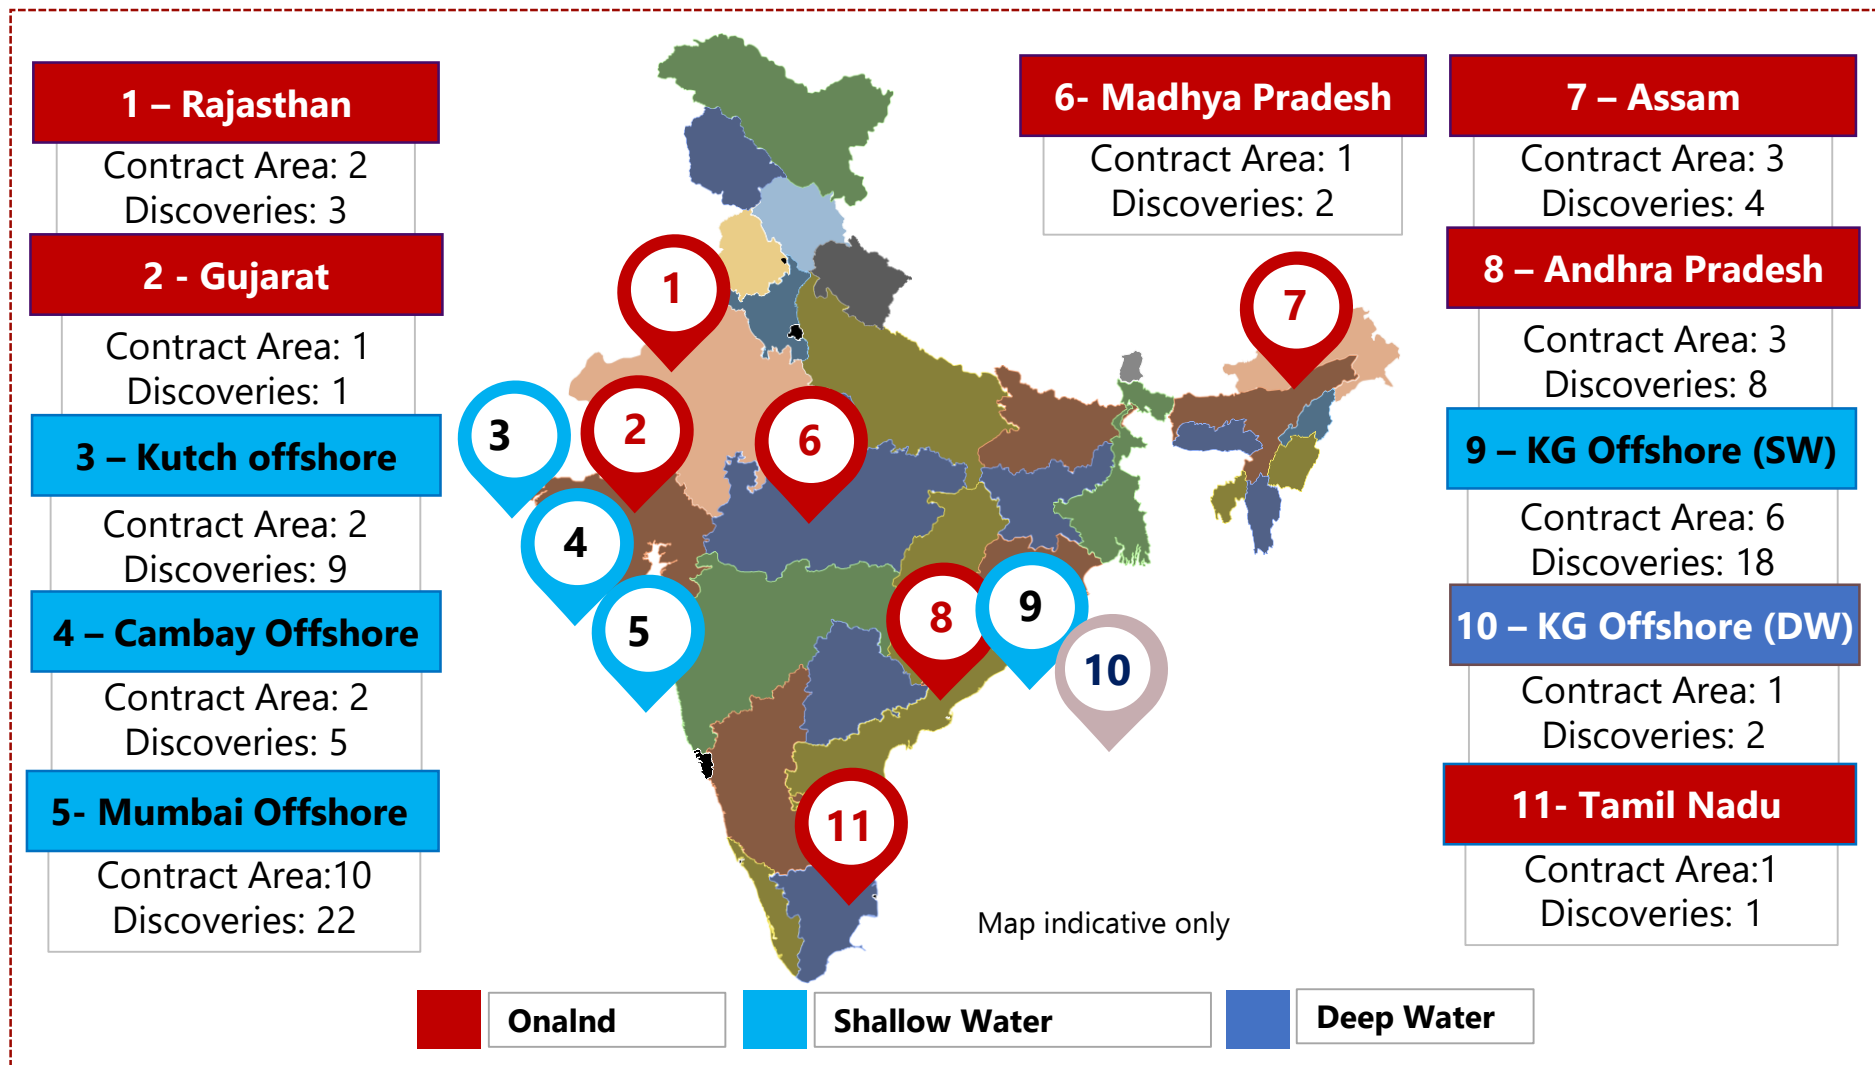 1 – Rajasthan
Contract Area: 2
Discoveries: 3
2 - Gujarat
Contract Area: 1
Discoveries: 1
3 – Kutch offshore
Contract Area: 2
Discoveries: 9
4 – Cambay Offshore
Contract Area: 2
Discoveries: 5
5- Mumbai Offshore
Contract Area:10
Discoveries: 22
1
2
3
4
5
6
7
8
9
10
11
Map indicative only
6- Madhya Pradesh
Contract Area: 1
Discoveries: 2
7 – Assam
Contract Area: 3
Discoveries: 4
8 – Andhra Pradesh
Contract Area: 3
Discoveries: 8
9 – KG Offshore (SW)
Contract Area: 6
Discoveries: 18
10 – KG Offshore (DW)
Contract Area: 1
Discoveries: 2
11- Tamil Nadu
Contract Area:1
Discoveries: 1
Onalnd
Shallow Water
Deep Water